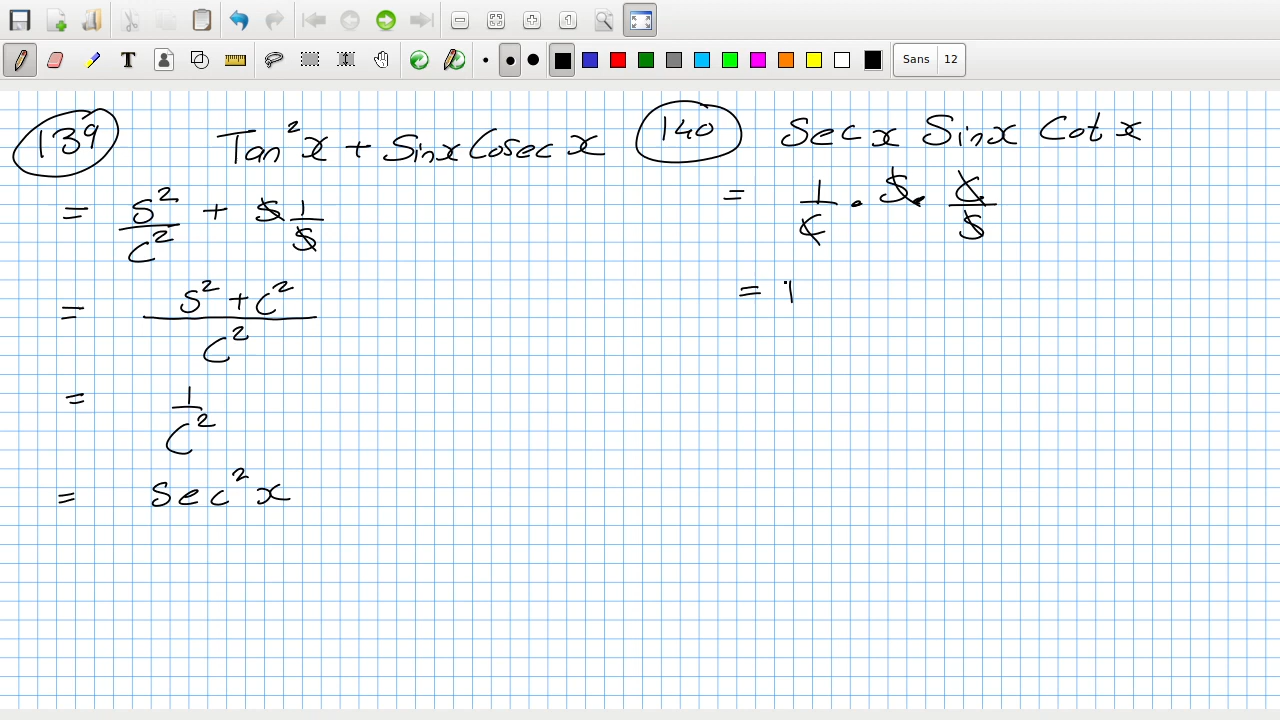 Sans 12
139 Tan²x + Sinx Cosec x
= S²/C² + S 1/S
= S² + C² / C²
= 1/C²
= Sec²x
140 Sec x Sinx Cot x
= 1/C . S . C/S
= 1